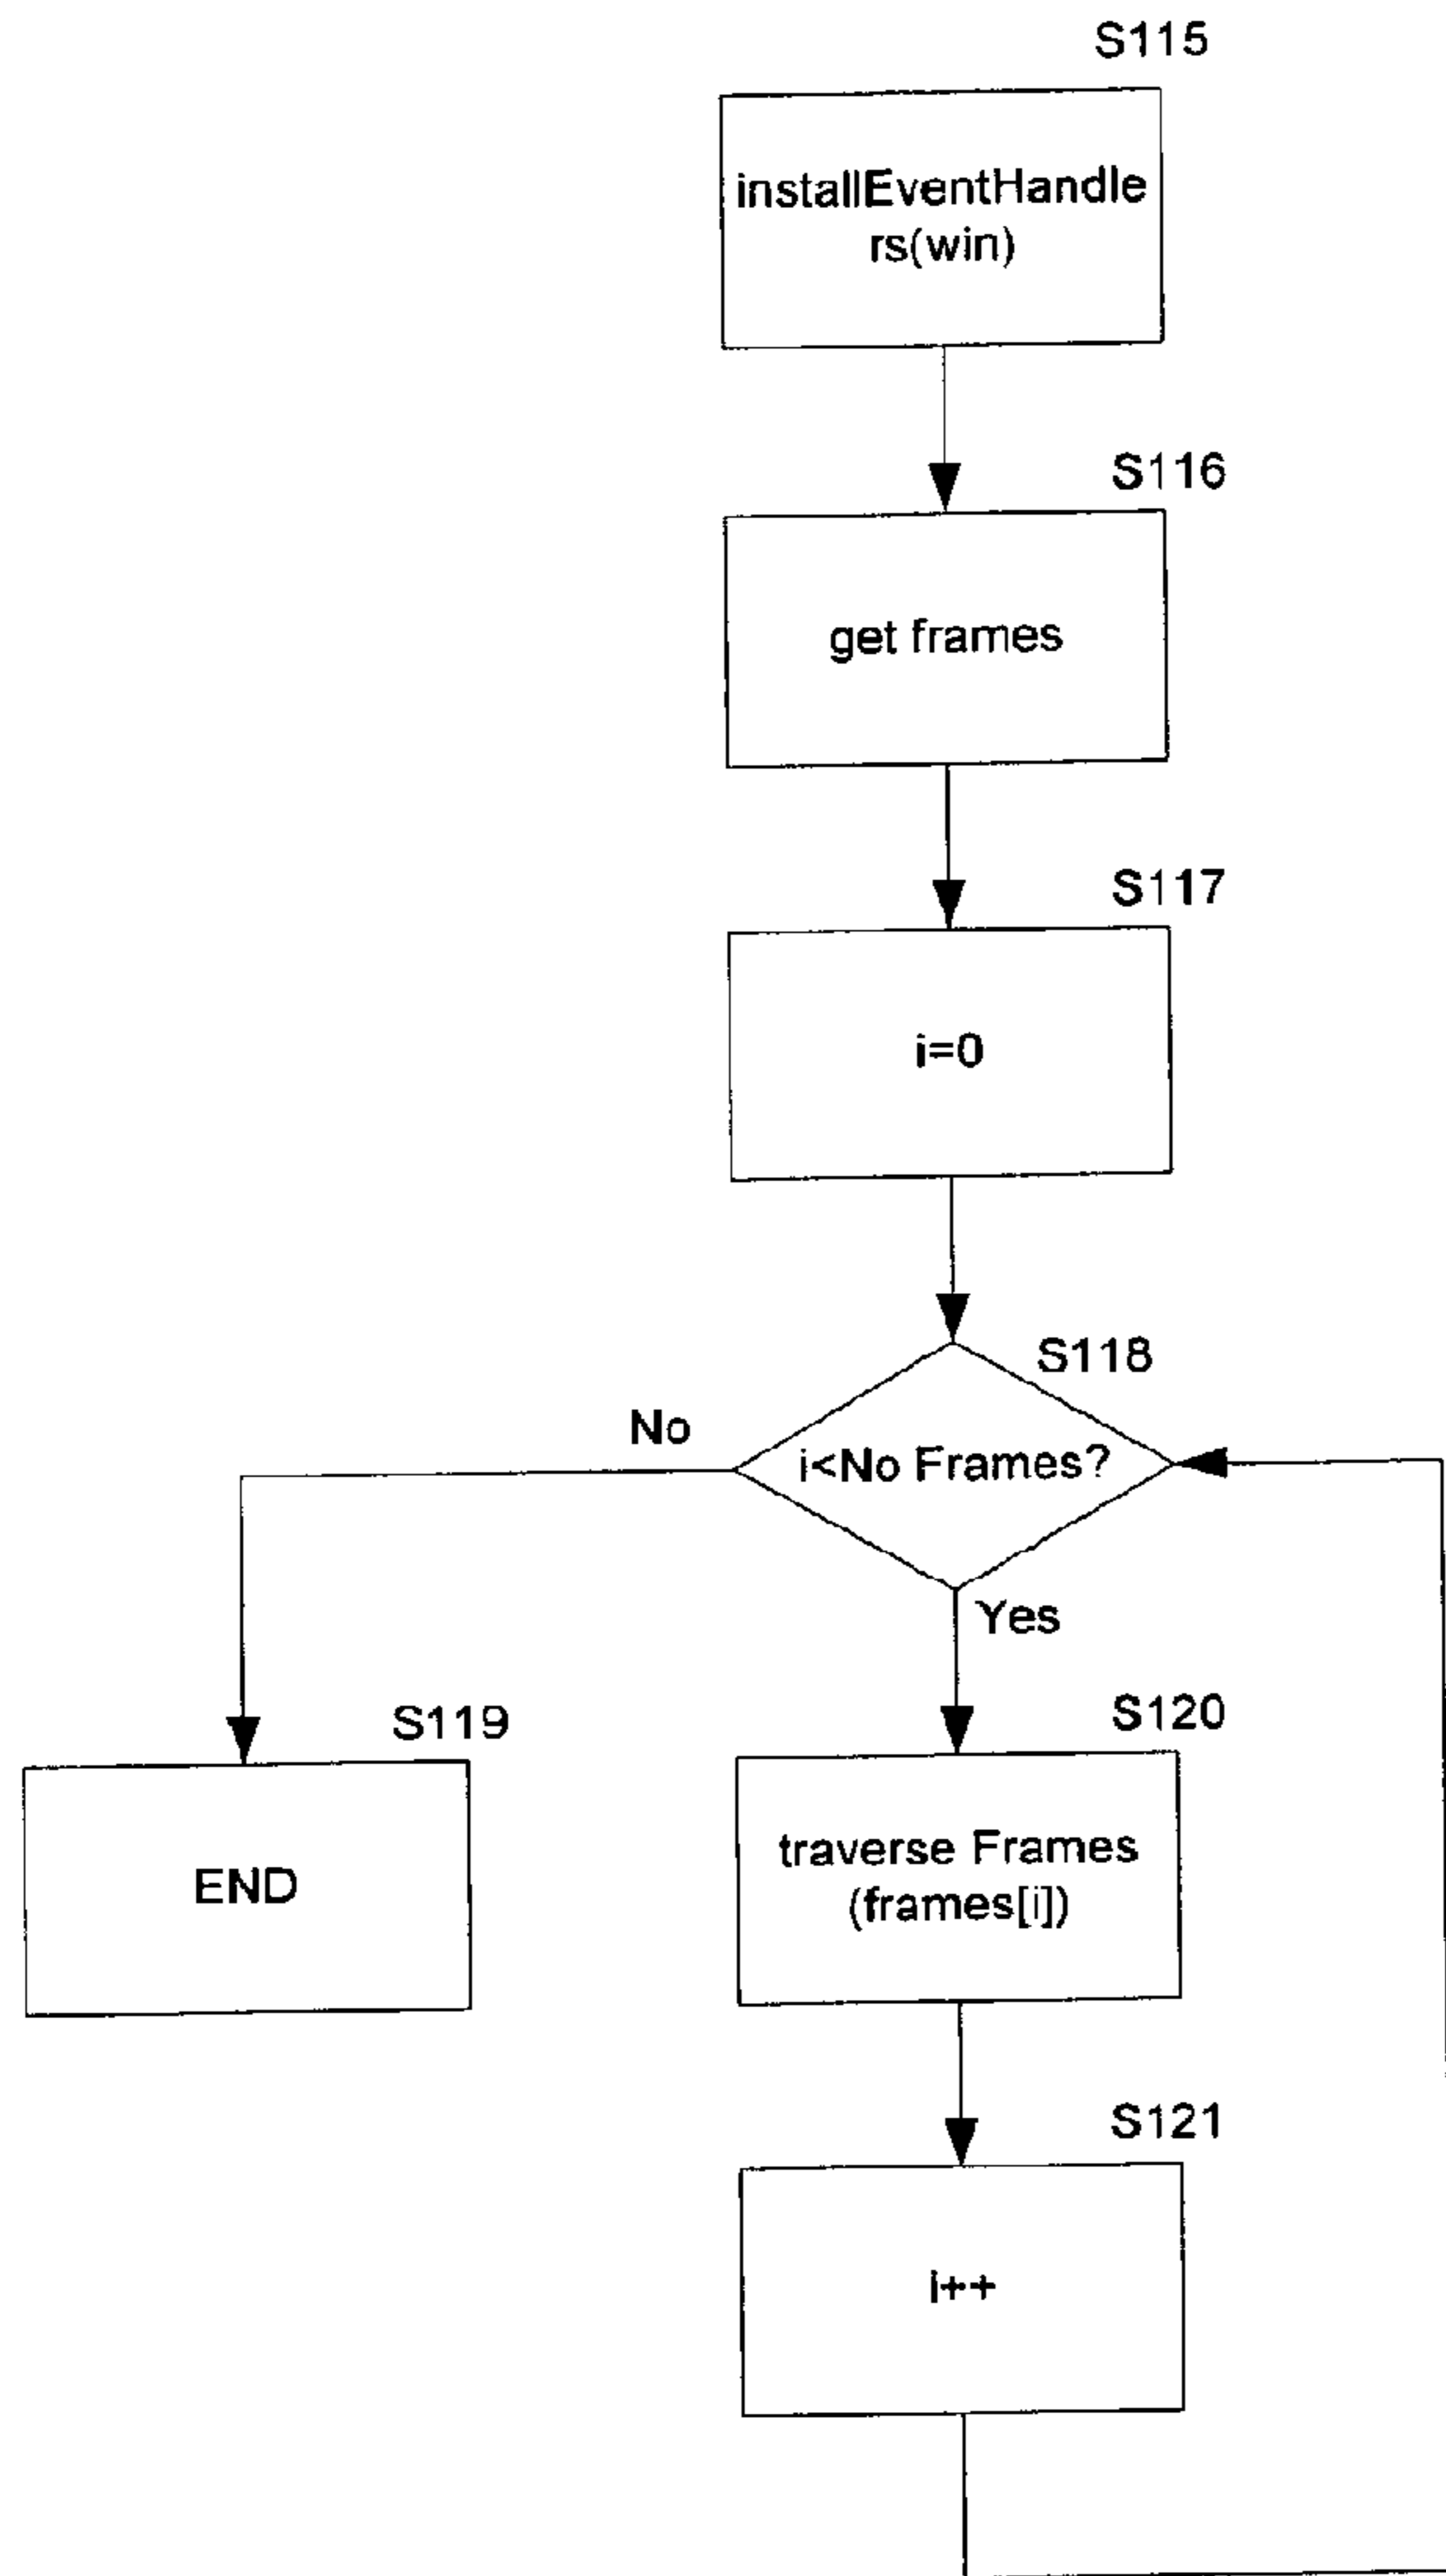 S115
installEventHandle
rs(win)
S116
get frames
S117
i=0
S118
No
i<No Frames?
Yes
S119
S120
END
traverse Frames
(frames[i])
S121
i++